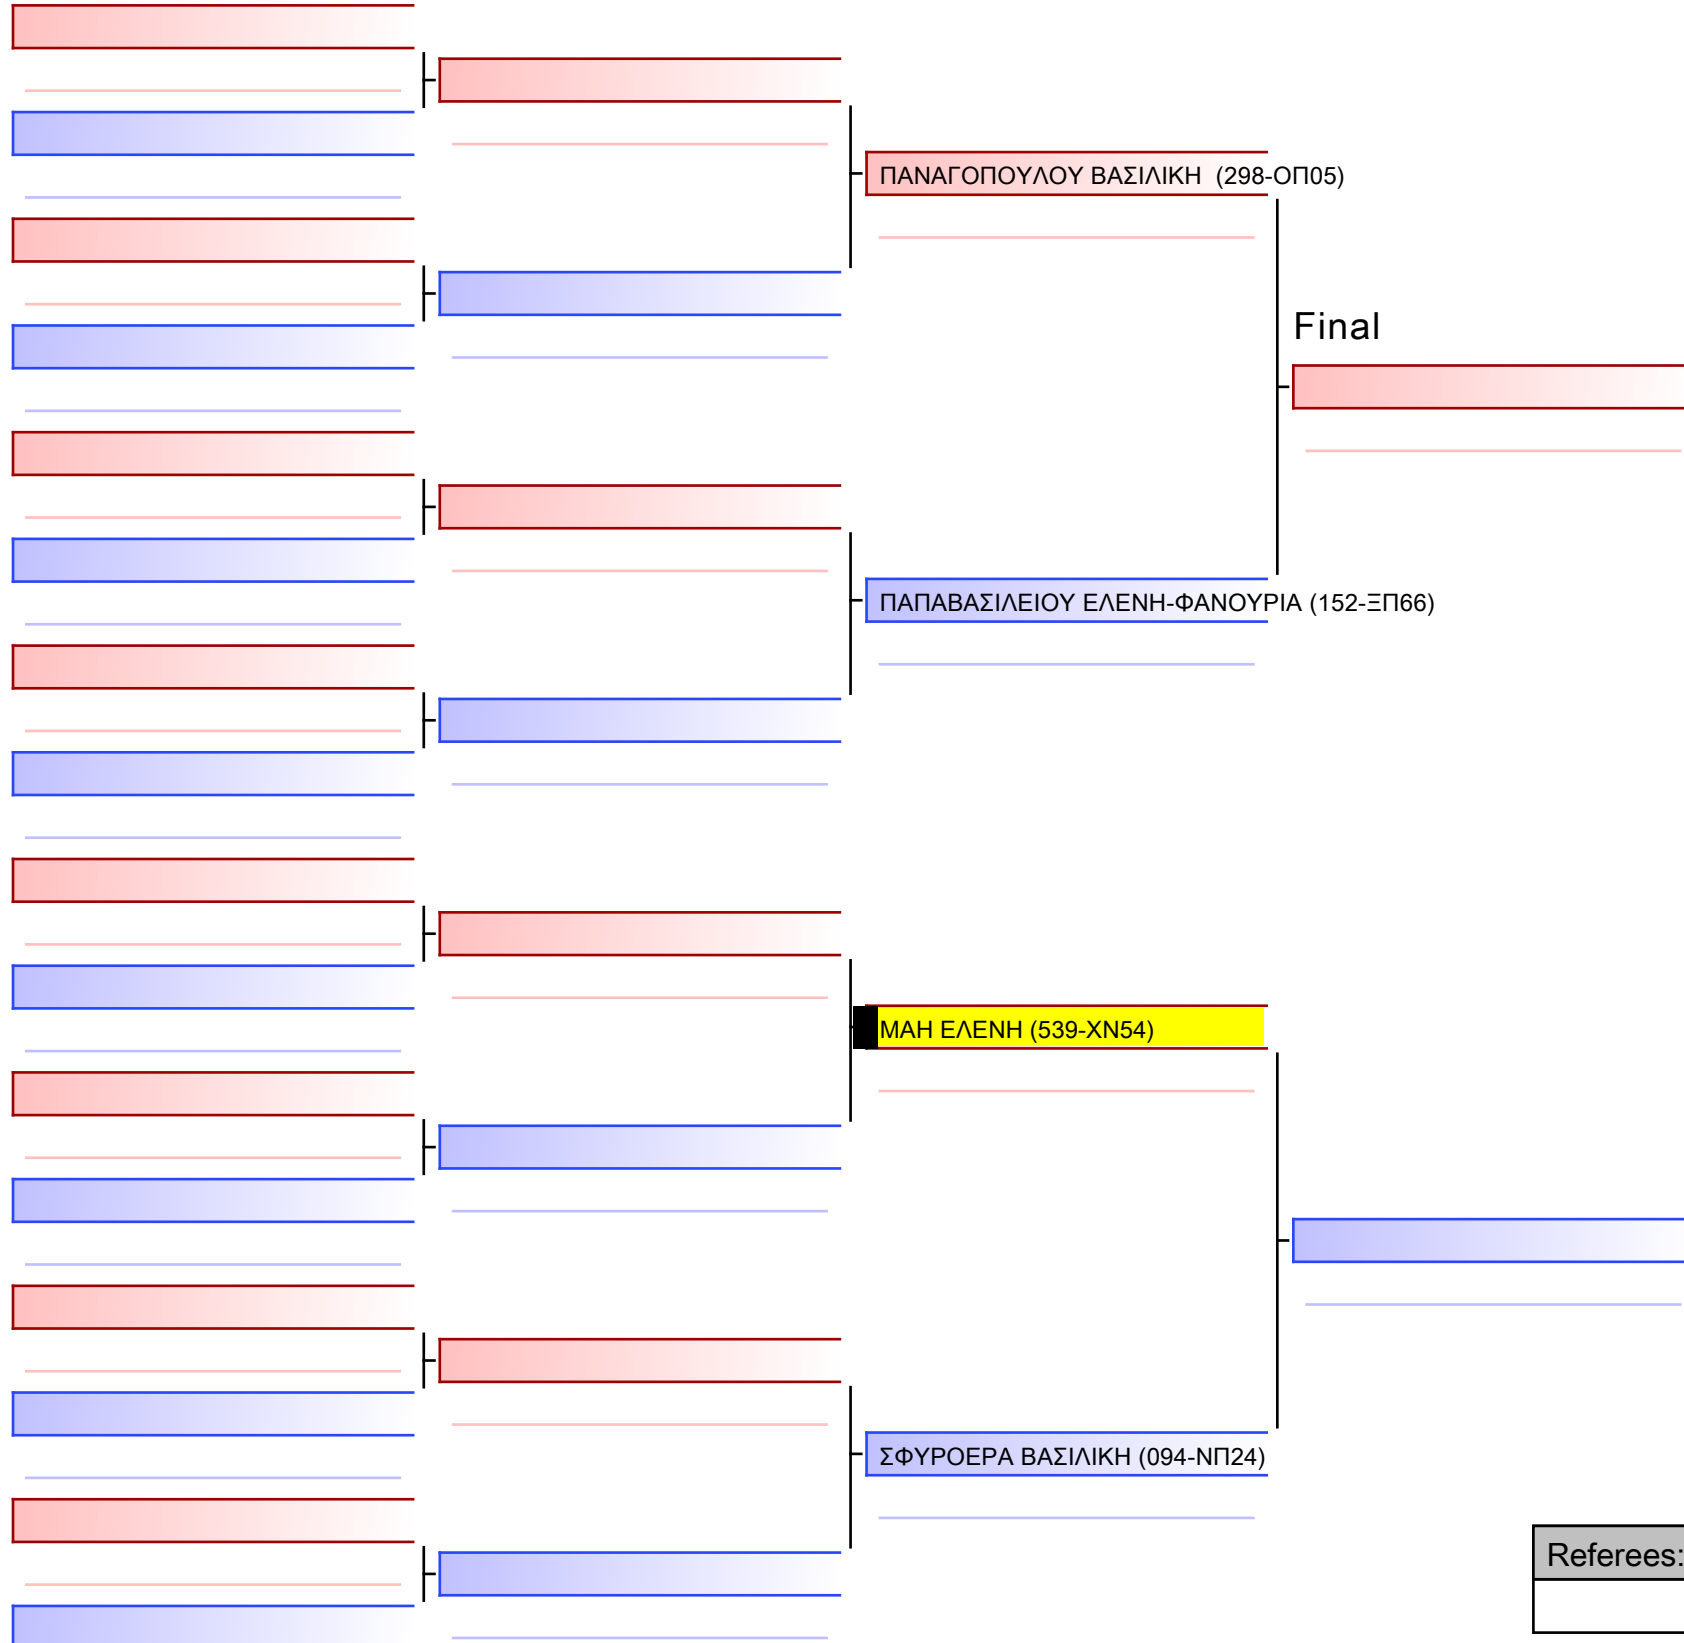 ΠΑΝΑΓΟΠΟΥΛΟΥ ΒΑΣΙΛΙΚΗ (298-ΟΠ05)
Final
ΠΑΠΑΒΑΣΙΛΕΙΟΥ ΕΛΕΝΗ-ΦΑΝΟΥΡΙΑ (152-ΞΠ66)
ΜΑΗ ΕΛΕΝΗ (539-ΧΝ54)
ΣΦΥΡΟΕΡΑ ΒΑΣΙΛΙΚΗ (094-ΝΠ24)
Referees: